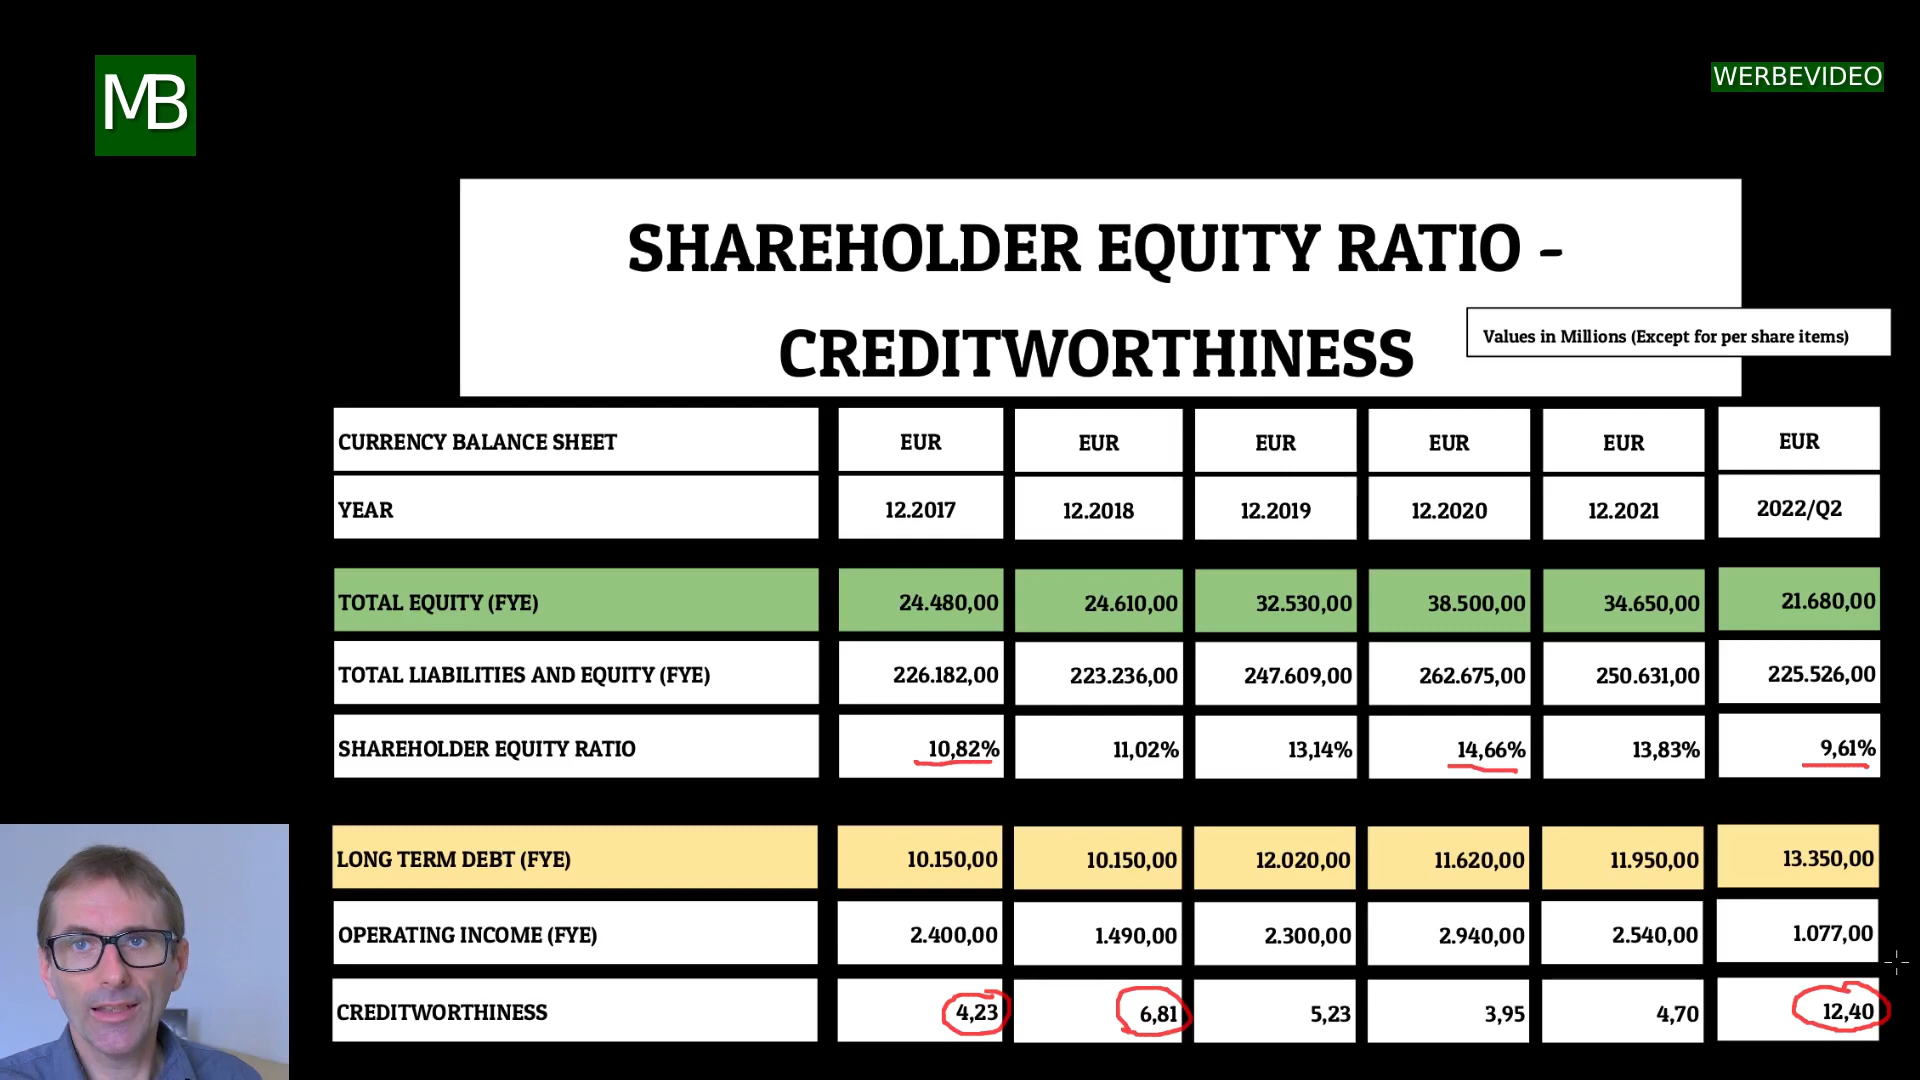 MB
WERBEVIDEO
SHAREHOLDER EQUITY RATIO -
CREDITWORTHINESS
Values in Millions (Except for per share items)
CURRENCY BALANCE SHEET EUR EUR EUR EUR EUR EUR
YEAR 12.2017 12.2018 12.2019 12.2020 12.2021 2022/Q2
TOTAL EQUITY (FYE) 24.480,00 24.610,00 32.530,00 38.500,00 34.650,00 21.680,00
TOTAL LIABILITIES AND EQUITY (FYE) 226.182,00 223.236,00 247.609,00 262.675,00 250.631,00 225.526,00
SHAREHOLDER EQUITY RATIO 10,82% 11,02% 13,14% 14,66% 13,83% 9,61%
LONG TERM DEBT (FYE) 10.150,00 10.150,00 12.020,00 11.620,00 11.950,00 13.350,00
OPERATING INCOME (FYE) 2.400,00 1.490,00 2.300,00 2.940,00 2.540,00 1.077,00
CREDITWORTHINESS 4,23 6,81 5,23 3,95 4,70 12,40